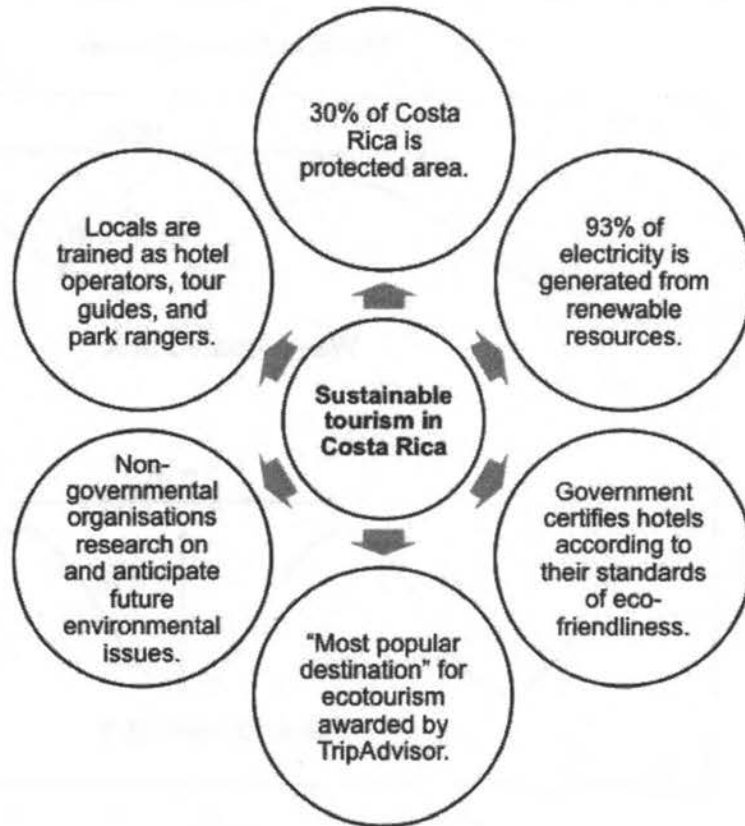 30% of Costa
Rica is
protected area.
93% of
electricity is
generated from
renewable
resources.
Government
certifies hotels
according to
their standards
of eco-
friendliness.
"Most popular
destination" for
ecotourism
awarded by
TripAdvisor.
Non-
governmental
organisations
research on
and anticipate
future
environmental
issues.
Locals are
trained as hotel
operators, tour
guides, and
park rangers.
Sustainable
tourism in
Costa Rica